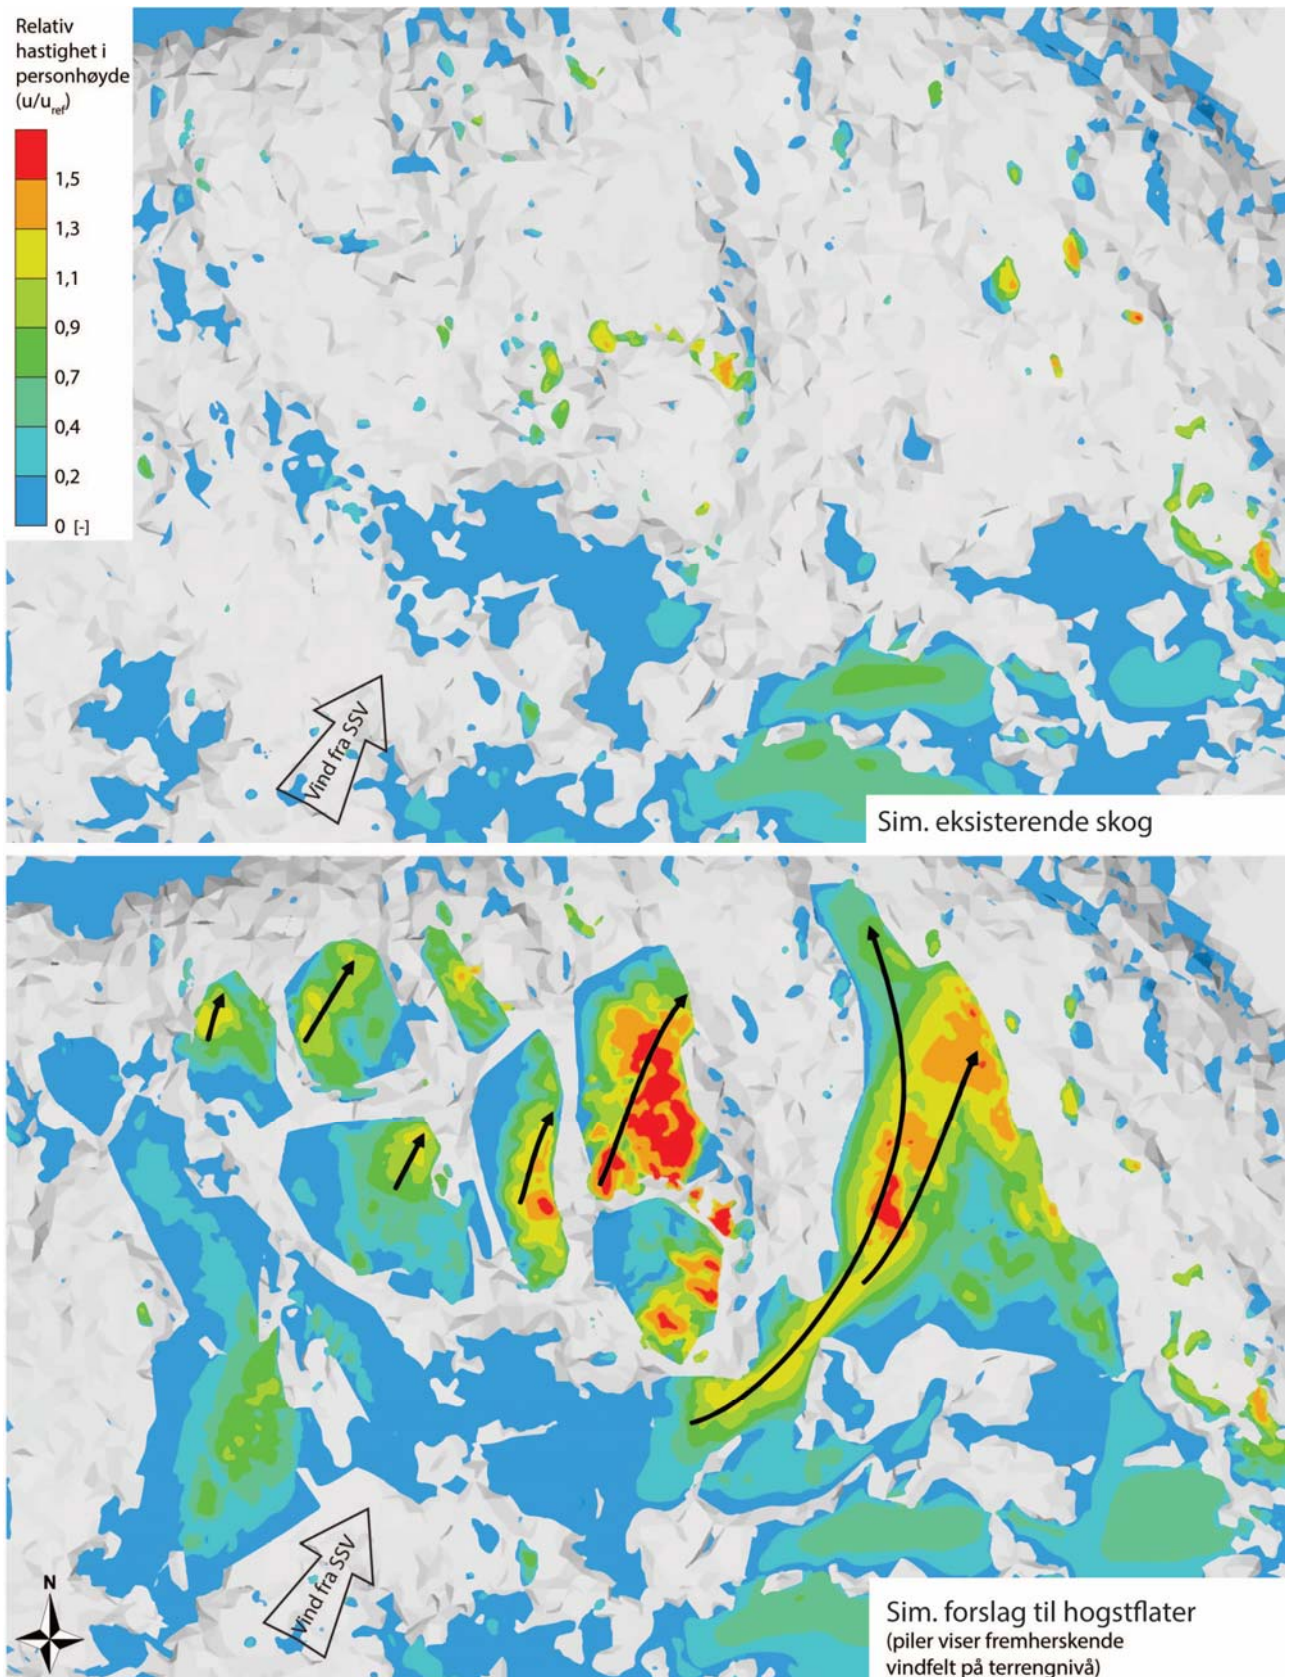 Relativ
hastighet i
personhøyde
(u/u_ref)
1,5
1,3
1,1
0,9
0,7
0,4
0,2
0 [-]
Vind fra SSV
Sim. eksisterende skog
Vind fra SSV
N
Sim. forslag til hogstflater
(piler viser fremherskende
vindfelt på terrengnivå)